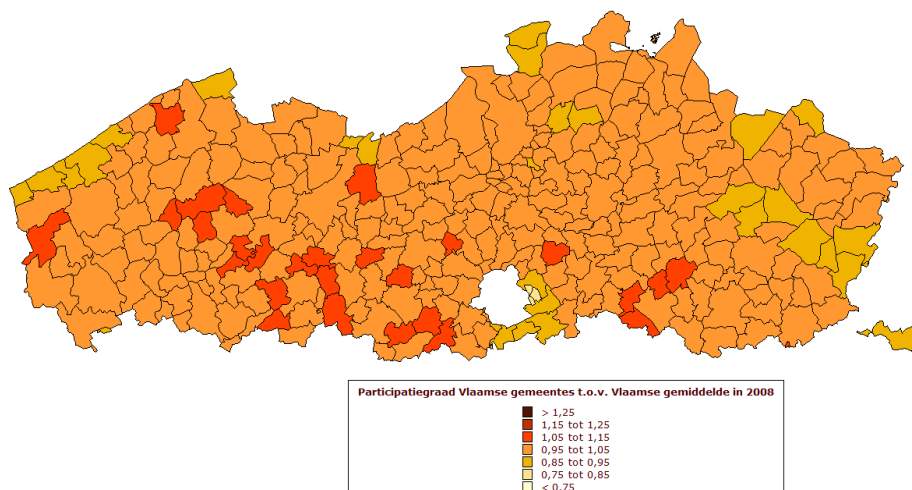 Participatiegraad Vlaamse gemeentes t.o.v. Vlaamse gemiddelde in 2008
> 1,25
1,15 tot 1,25
1,05 tot 1,15
0,95 tot 1,05
0,85 tot 0,95
0,75 tot 0,85
< 0,75